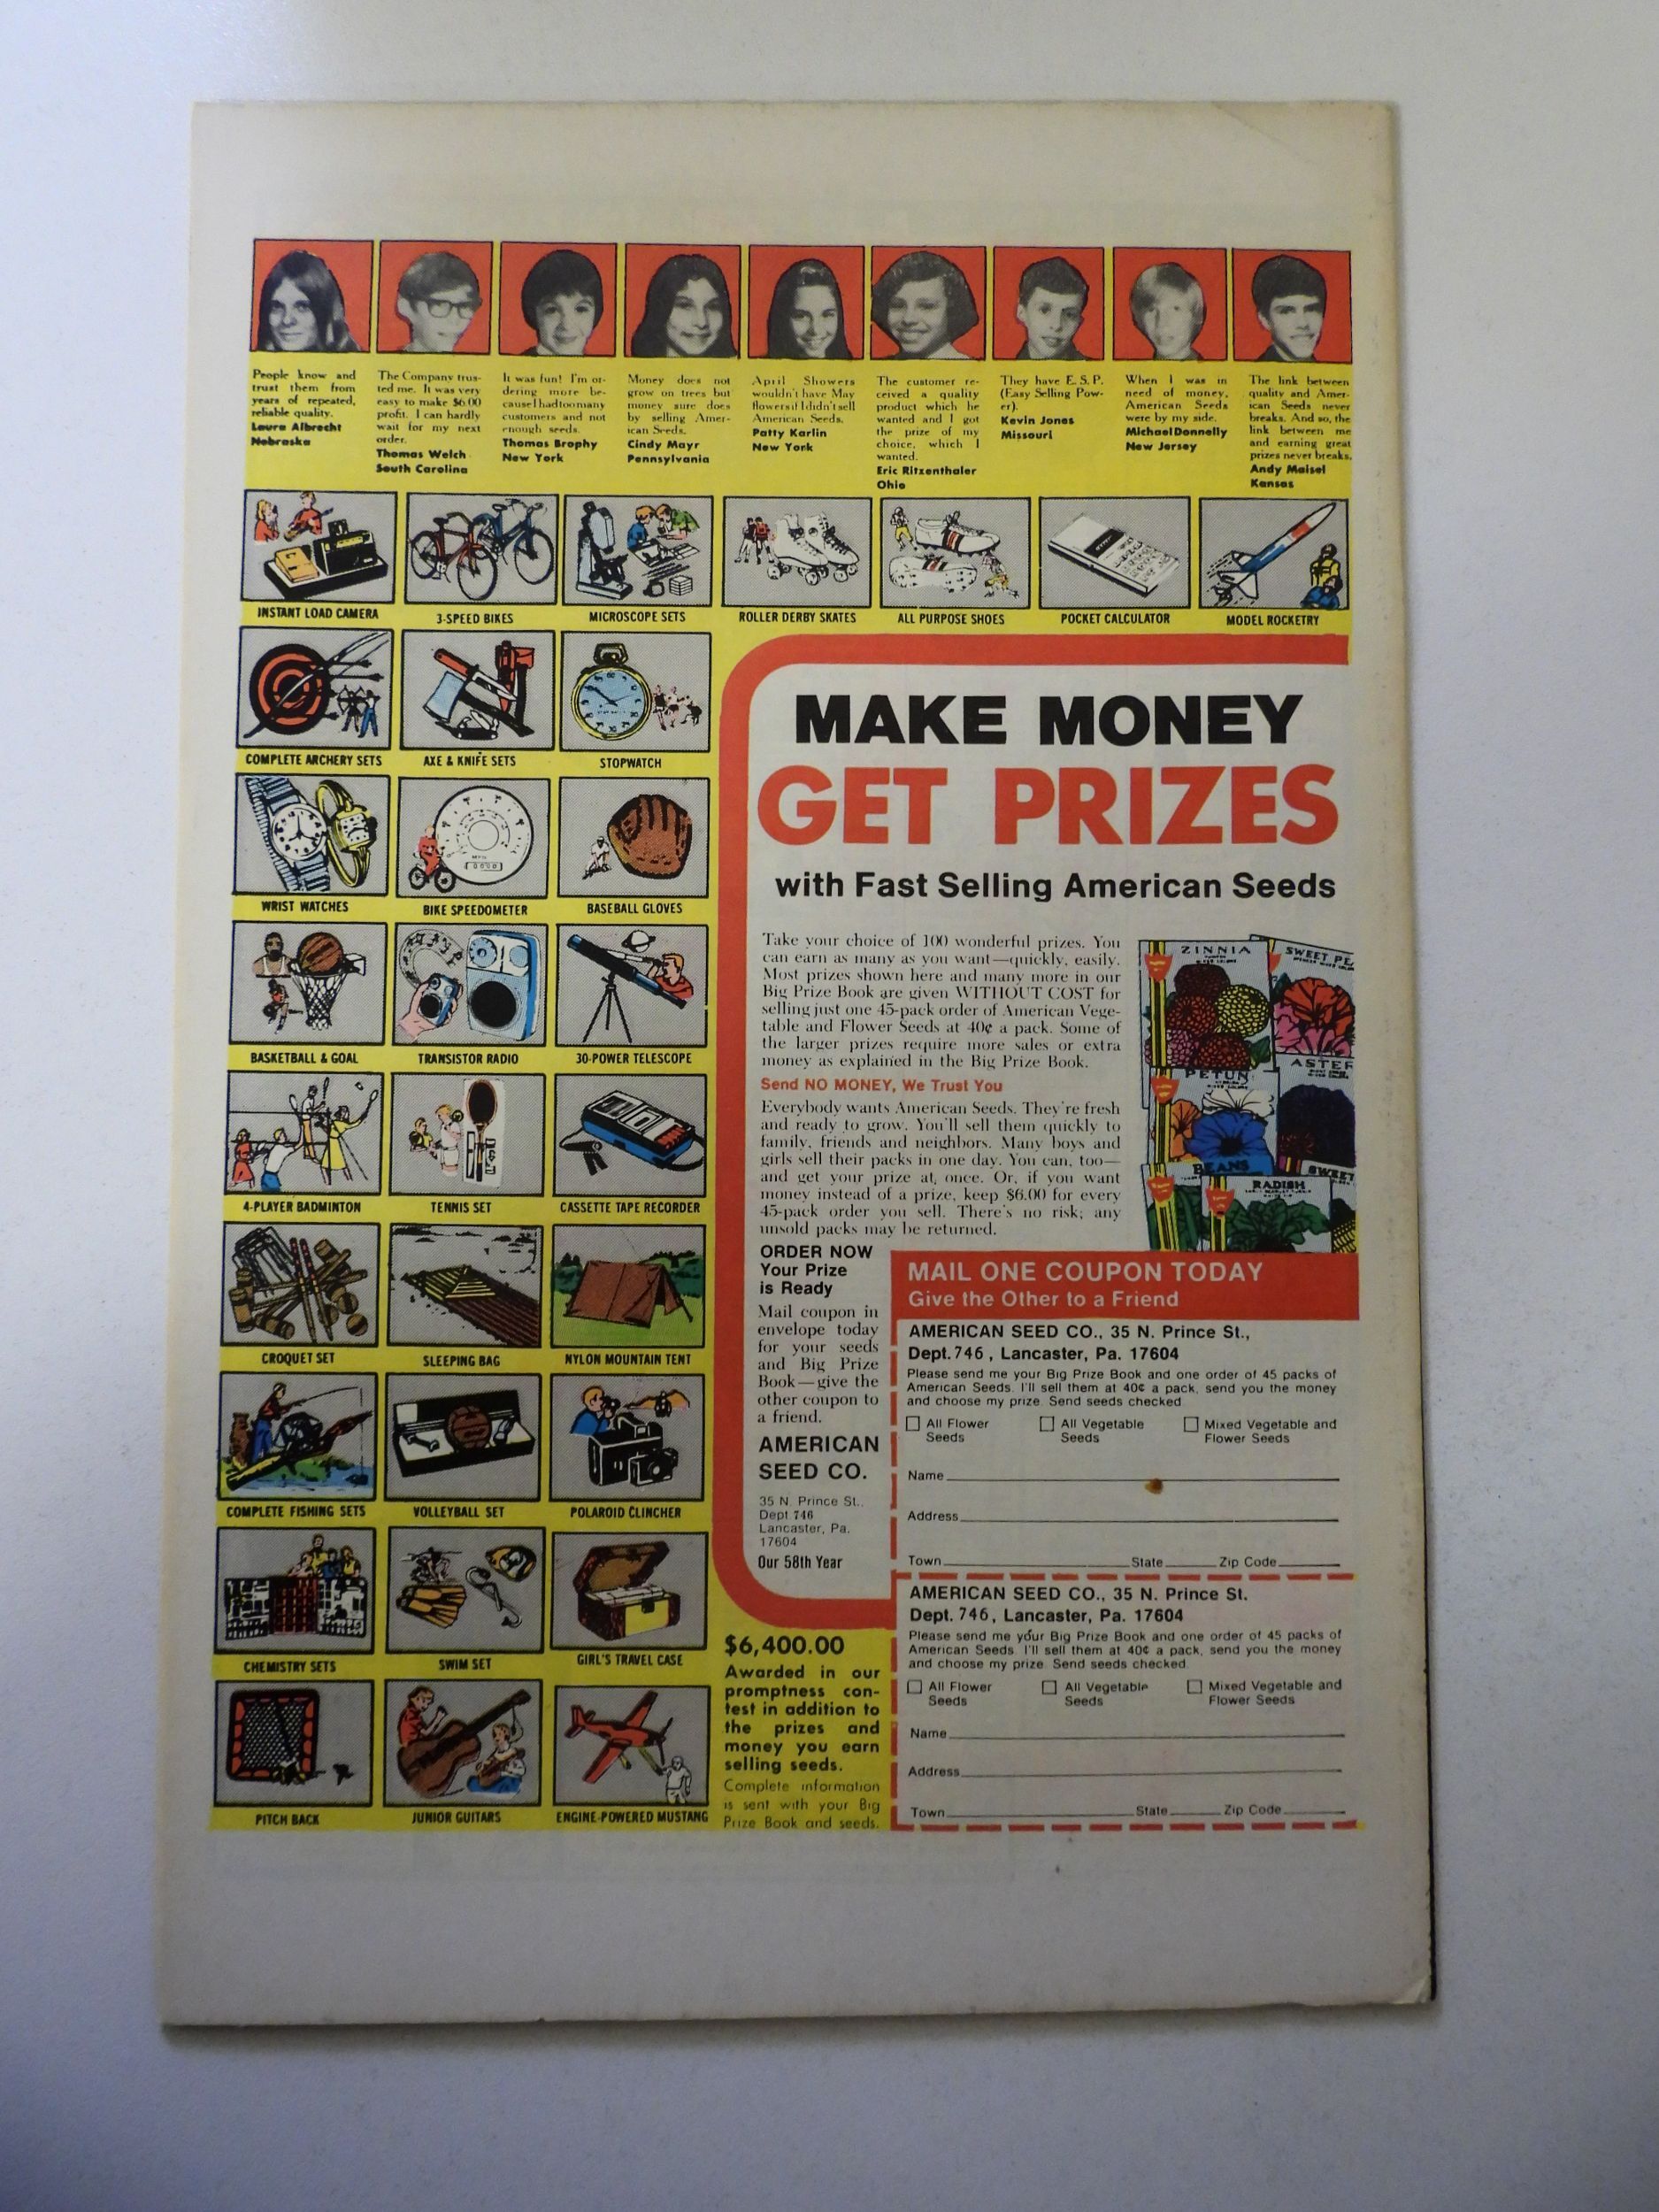 People know and
trust them from
years of repeated,
reliable quality.
Laura Albrecht
Nebraska
The Company trus-
ted me. It was very
easy to make $6.00
profit. I can hardly
wait for my next
order.
Thomas Welch
South Carolina
It was fun! I'm or-
dering more be-
cause I had too many
customers and not
enough seeds.
Thomas Brophy
New York
Money does not
grow on trees but
money sure does
by selling Amer-
ican Seeds.
Cindy Mayr
Pennsylvania
April Showers
wouldn't have May
flowers if I didn't sell
American Seeds.
Patty Karlin
New York
The customer re-
ceived a quality
product which he
wanted and I got
the prize of my
choice, which I
wanted.
Eric Ritzenthaler
Ohio
They have E. S. P.
(Easy Selling Pow-
er).
Kevin Jonas
Missouri
When I was in
need of money,
American Seeds
were by my side.
Michael Donnelly
New Jersey
The link between
quality and Amer-
ican Seeds never
breaks. And so, the
link between me
and earning great
prizes never breaks.
Andy Maisel
Kansas
INSTANT LOAD CAMERA
3-SPEED BIKES
MICROSCOPE SETS
ROLLER DERBY SKATES
ALL PURPOSE SHOES
POCKET CALCULATOR
MODEL ROCKETRY
COMPLETE ARCHERY SETS
AXE & KNIFE SETS
STOPWATCH
WRIST WATCHES
BIKE SPEEDOMETER
BASEBALL GLOVES
BASKETBALL & GOAL
TRANSISTOR RADIO
30-POWER TELESCOPE
4-PLAYER BADMINTON
TENNIS SET
CASSETTE TAPE RECORDER
CROQUET SET
SLEEPING BAG
NYLON MOUNTAIN TENT
COMPLETE FISHING SETS
VOLLEYBALL SET
POLAROID CLINCHER
CHEMISTRY SETS
SWIM SET
GIRL'S TRAVEL CASE
PITCH BACK
JUNIOR GUITARS
ENGINE-POWERED MUSTANG
MAKE MONEY
GET PRIZES
with Fast Selling American Seeds
Take your choice of 100 wonderful prizes. You
can earn as many as you want—quickly, easily.
Most prizes shown here and many more in our
Big Prize Book are given WITHOUT COST for
selling just one 45-pack order of American Vege-
table and Flower Seeds at 40¢ a pack. Some of
the larger prizes require more sales or extra
money as explained in the Big Prize Book.
Send NO MONEY, We Trust You
Everybody wants American Seeds. They're fresh
and ready to grow. You'll sell them quickly to
family, friends and neighbors. Many boys and
girls sell their packs in one day. You can, too—
and get your prize at once. Or, if you want
money instead of a prize, keep $6.00 for every
45-pack order you sell. There's no risk; any
unsold packs may be returned.
ZINNIA
SWEET PE
ASTER
PETUN
BEANS
SWEET
RADISH
ORDER NOW
Your Prize
is Ready
Mail coupon in
envelope today
for your seeds
and Big Prize
Book—give the
other coupon to
a friend.
AMERICAN
SEED CO.
35 N. Prince St.,
Dept 746
Lancaster, Pa.
17604
Our 58th Year
$6,400.00
Awarded in our
promptness con-
test in addition to
the prizes and
money you earn
selling seeds.
Complete information
is sent with your Big
Prize Book and seeds.
MAIL ONE COUPON TODAY
Give the Other to a Friend
AMERICAN SEED CO., 35 N. Prince St.,
Dept. 746, Lancaster, Pa. 17604
Please send me your Big Prize Book and one order of 45 packs of
American Seeds. I'll sell them at 40¢ a pack, send you the money
and choose my prize. Send seeds checked
All Flower
Seeds
All Vegetable
Seeds
Mixed Vegetable and
Flower Seeds
Name
Address
Town State Zip Code
AMERICAN SEED CO., 35 N. Prince St.
Dept. 746, Lancaster, Pa. 17604
Please send me your Big Prize Book and one order of 45 packs of
American Seeds. I'll sell them at 40¢ a pack, send you the money
and choose my prize. Send seeds checked
All Flower
Seeds
All Vegetable
Seeds
Mixed Vegetable and
Flower Seeds
Name
Address
Town State Zip Code